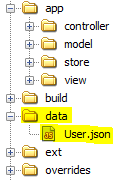 app
controller
model
store
view
build
data
User.json
ext
overrides